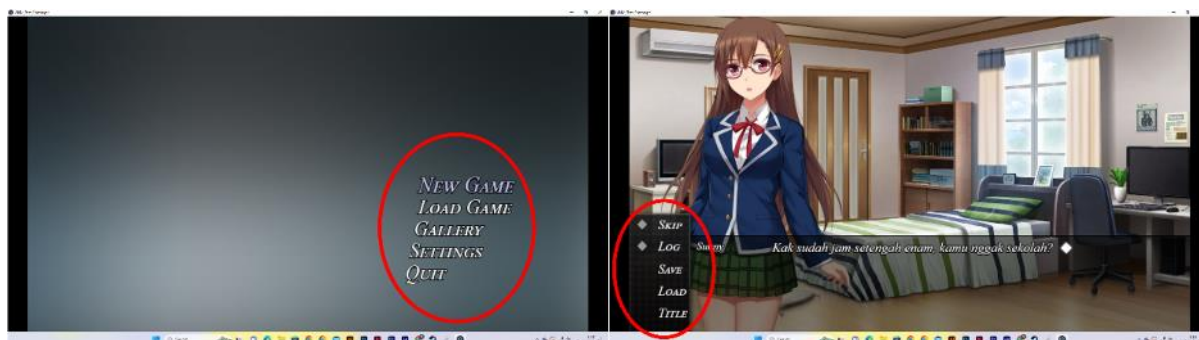 NEW GAME
LOAD GAME
GALLERY
SETTINGS
QUIT
SKIP
LOG
Kak sudah jam setengah enam, kamu nggak sekolah?
SAVE
LOAD
TITLE